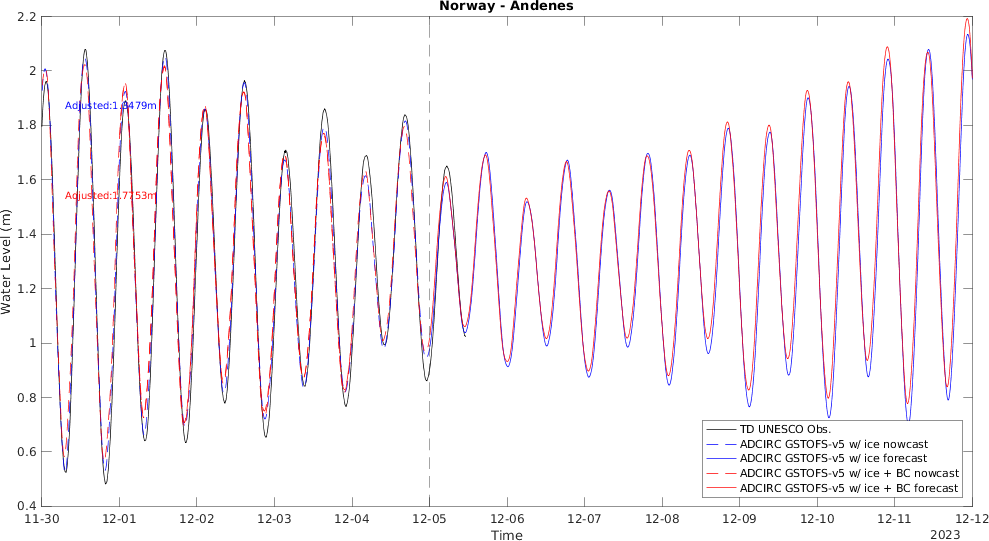 Norway - Andenes
2.2
2
1.8
1.6
1.4
1.2
1
0.8
0.6
0.4
Water Level (m)
Adjusted:1.7753m
TD UNESCO Obs.
ADCIRC GSTOFS-v5 w/ ice nowcast
ADCIRC GSTOFS-v5 w/ ice forecast
ADCIRC GSTOFS-v5 w/ ice + BC nowcast
ADCIRC GSTOFS-v5 w/ ice + BC forecast
11-30 12-01 12-02 12-03 12-04 12-05 12-06 12-07 12-08 12-09 12-10 12-11 12-12
Time
2023